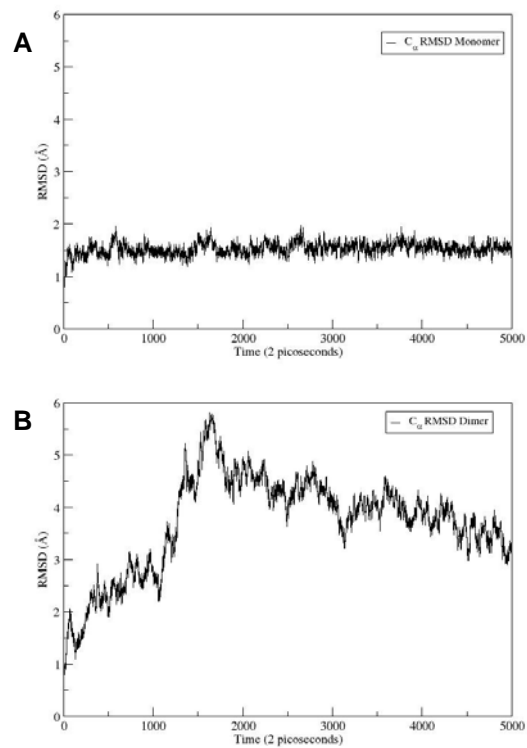 A
— Cα RMSD Monomer
6
5
4
3
2
1
0
RMSD (Å)
0 1000 2000 3000 4000 5000
Time (2 picoseconds)
B
— Cα RMSD Dimer
6
5
4
3
2
1
0
RMSD (Å)
0 1000 2000 3000 4000 5000
Time (2 picoseconds)